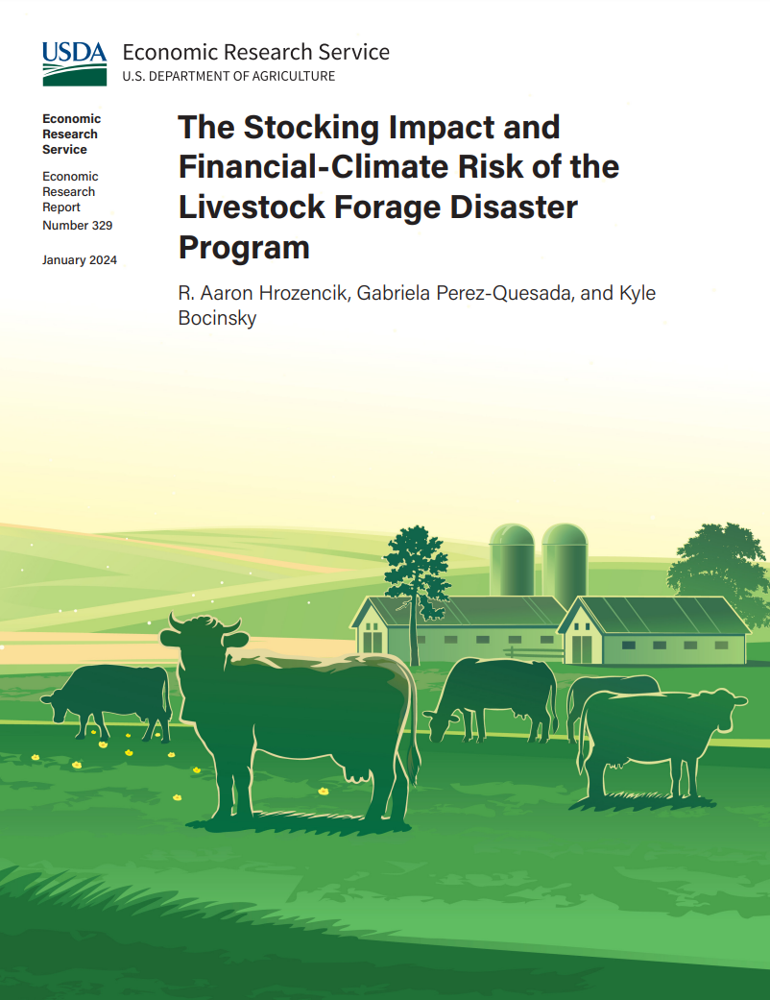 USDA
Economic Research Service
U.S. DEPARTMENT OF AGRICULTURE
Economic
Research
Service
Economic
Research
Report
Number 329
January 2024
The Stocking Impact and
Financial-Climate Risk of the
Livestock Forage Disaster
Program
R. Aaron Hrozencik, Gabriela Perez-Quesada, and Kyle
Bocinsky